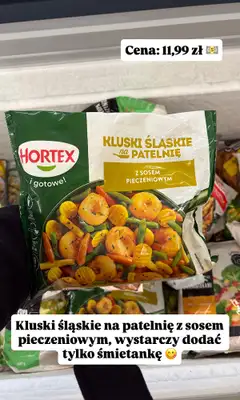 Cena: 11,99 zł 💴
HORTEX
i gotowe!
KLUSKI ŚLĄSKIE
na PATELNIĘ
Z SOSEM
PIECZENIOWYM
Kluski śląskie na patelnię z sosem
pieczeniowym, wystarczy dodać
tylko śmietankę 😋